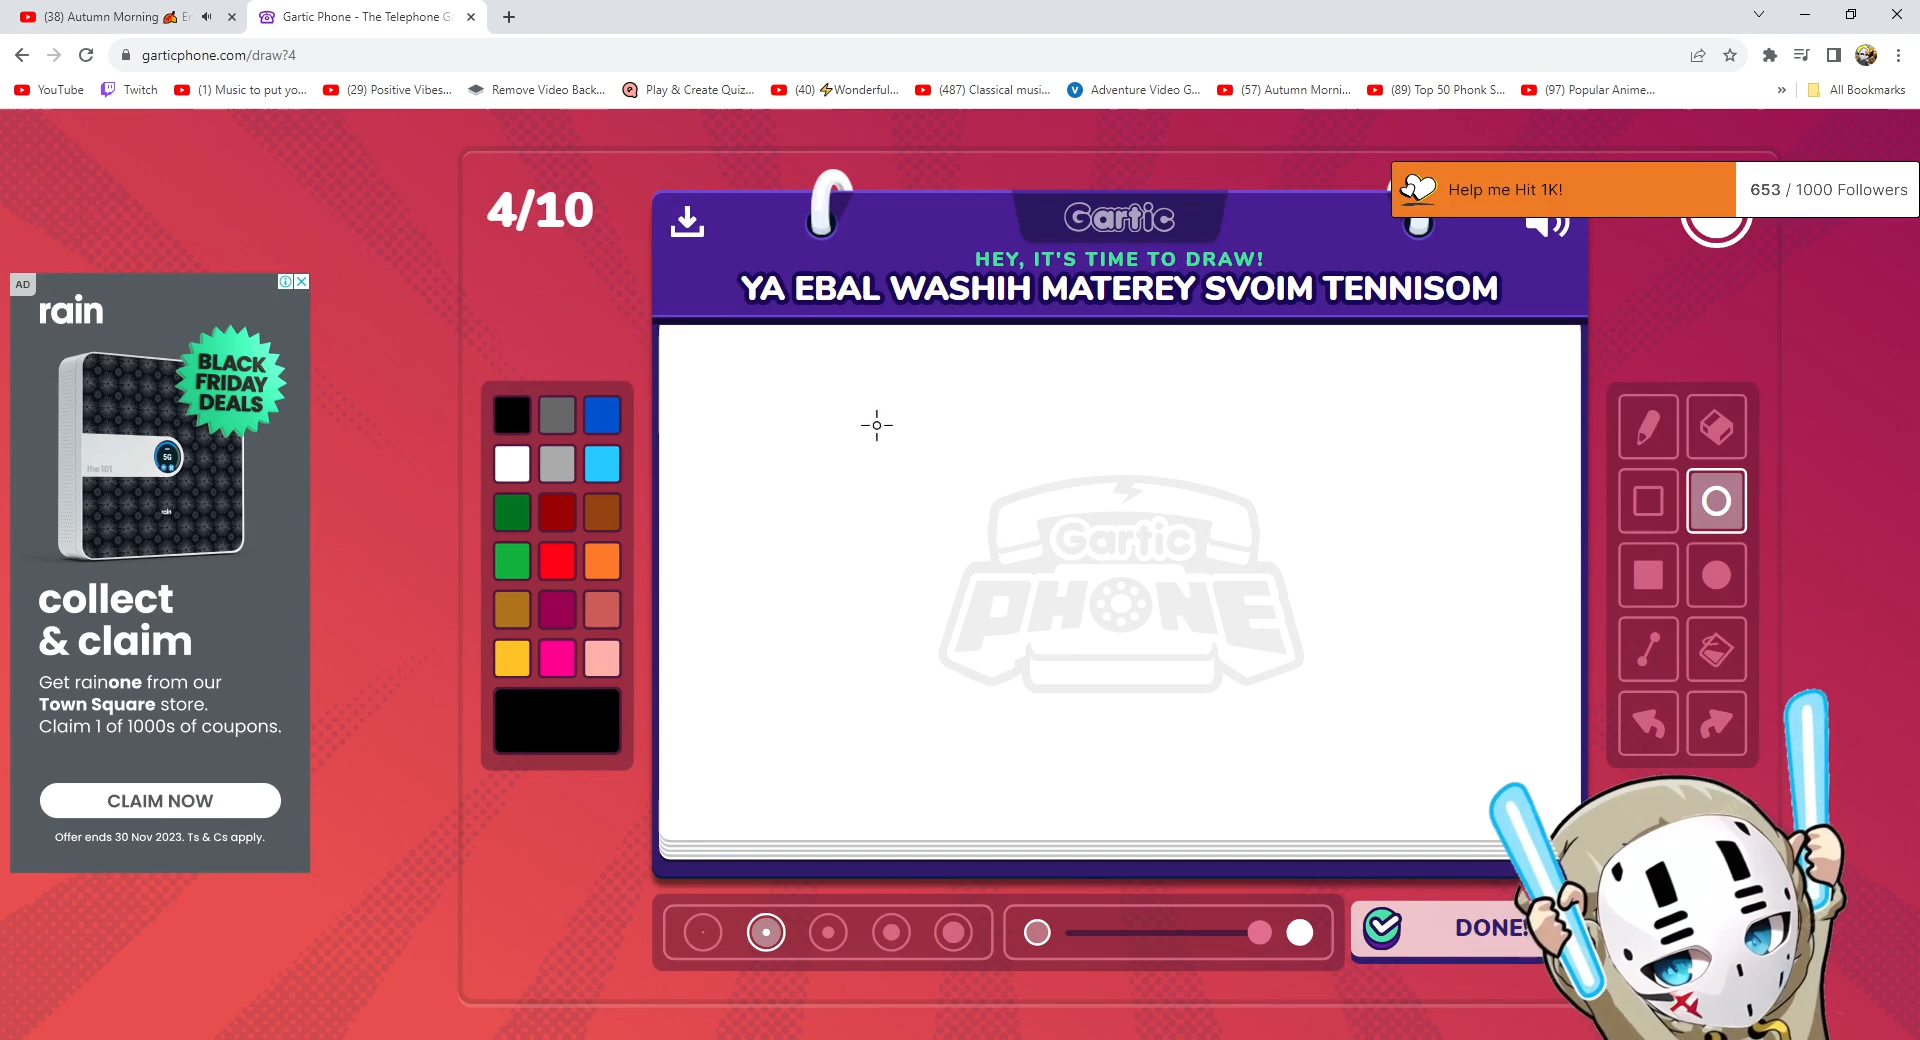 (38) Autumn Morning 🍂 Er
Gartic Phone - The Telephone G
garticphone.com/draw?4
YouTube
Twitch
(1) Music to put yo...
(29) Positive Vibes...
Remove Video Back...
Play & Create Quiz...
(40) ⚡Wonderful...
(487) Classical musi...
Adventure Video G...
(57) Autumn Morni...
(89) Top 50 Phonk S...
(97) Popular Anime...
»
All Bookmarks
4/10
Gartic
Help me Hit 1K!
653 / 1000 Followers
HEY, IT'S TIME TO DRAW!
YA EBAL WASHIH MATEREY SVOIM TENNISOM
AD
rain
BLACK
FRIDAY
DEALS
the 101
5G
rain
collect
& claim
Get rainone from our
Town Square store.
Claim 1 of 1000s of coupons.
CLAIM NOW
Offer ends 30 Nov 2023. Ts & Cs apply.
Gartic
PHONE
DONE!